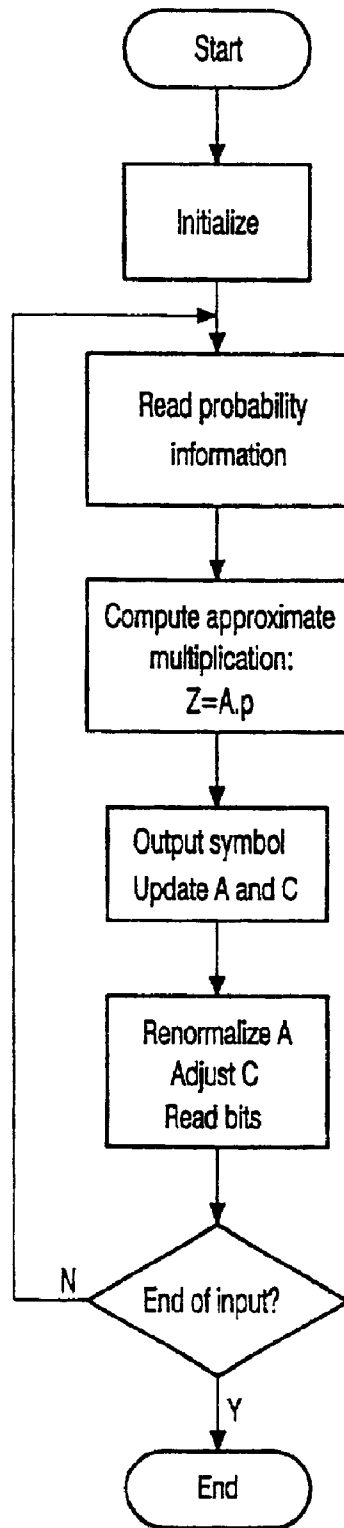 Start
Initialize
Read probability
information
Compute approximate
multiplication:
Z=A.p
Output symbol
Update A and C
Renormalize A
Adjust C
Read bits
N
End of input?
Y
End